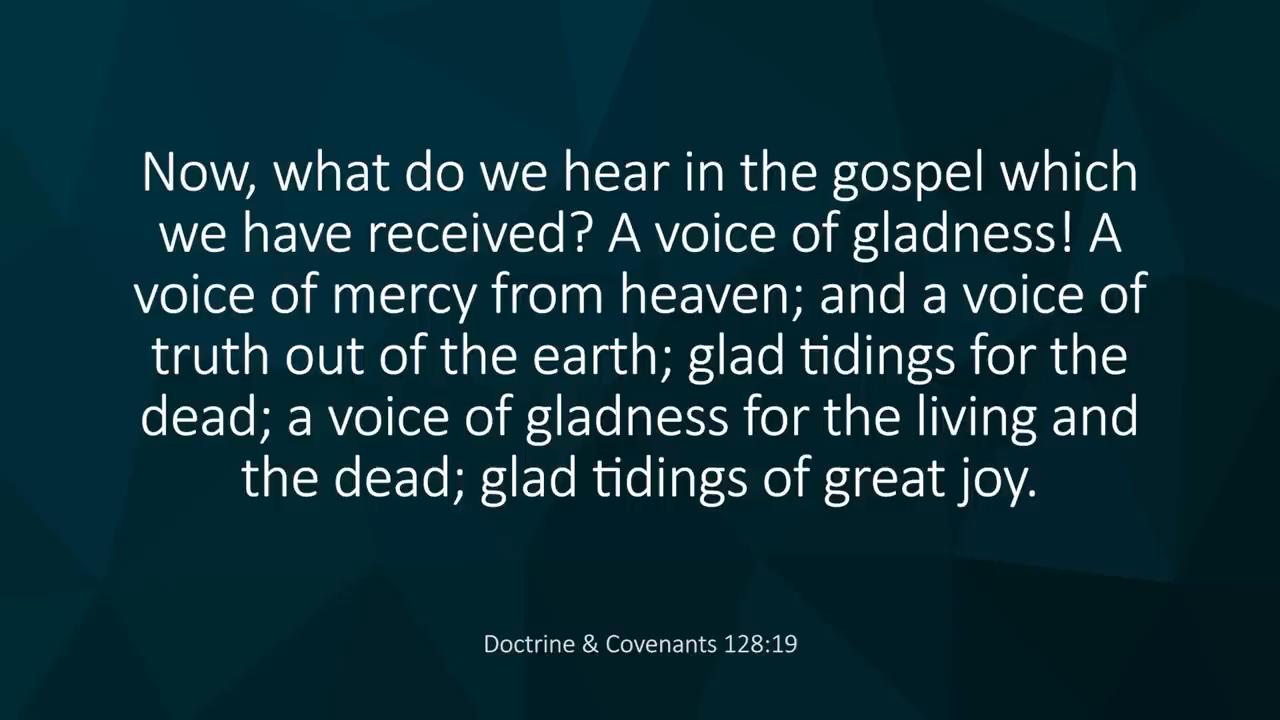 Now, what do we hear in the gospel which
we have received? A voice of gladness! A
voice of mercy from heaven; and a voice of
truth out of the earth; glad tidings for the
dead; a voice of gladness for the living and
the dead; glad tidings of great joy.
Doctrine & Covenants 128:19